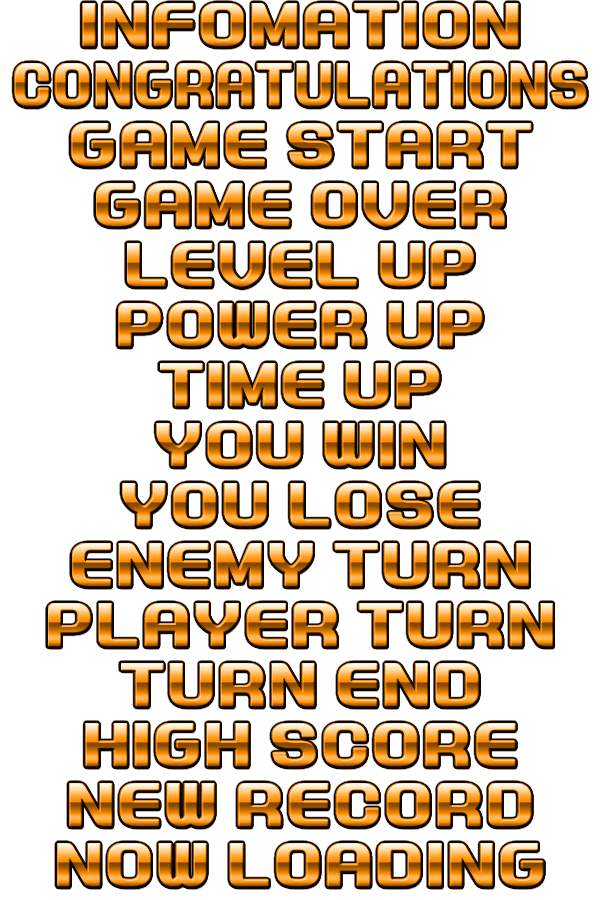 INFOMATION
CONGRATULATIONS
GAME START
GAME OVER
LEVEL UP
POWER UP
TIME UP
YOU WIN
YOU LOSE
ENEMY TURN
PLAYER TURN
TURN END
HIGH SCORE
NEW RECORD
NOW LOADING